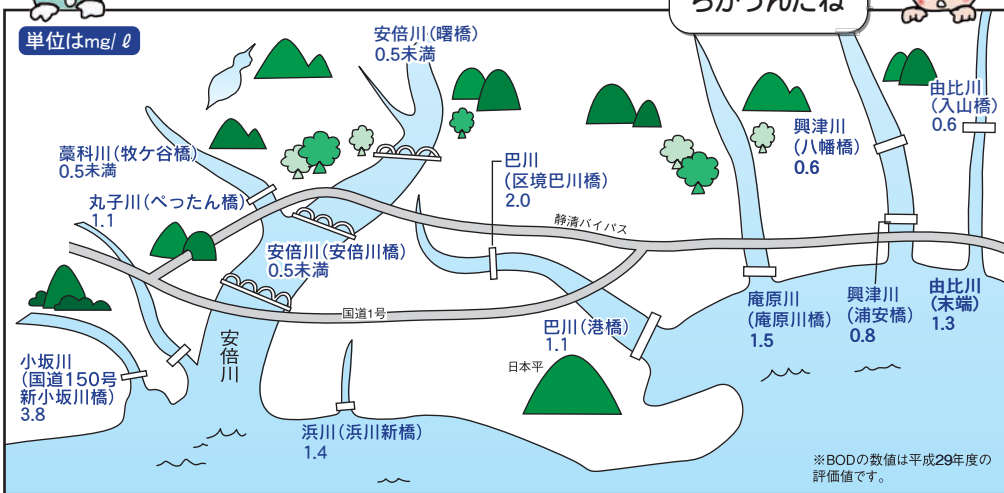 ちがうんだね
単位はmg/ℓ
安倍川(曙橋)
0.5未満
藁科川(牧ケ谷橋)
0.5未満
丸子川(ぺったん橋)
1.1
安倍川(安倍川橋)
0.5未満
巴川
(区境巴川橋)
2.0
静清バイパス
興津川
(八幡橋)
0.6
由比川
(入山橋)
0.6
国道1号
安倍川
小坂川
(国道150号
新小坂川橋)
3.8
浜川(浜川新橋)
1.4
巴川(港橋)
1.1
日本平
庵原川
(庵原川橋)
1.5
興津川
(浦安橋)
0.8
由比川
(末端)
1.3
※BODの数値は平成29年度の
評価値です。